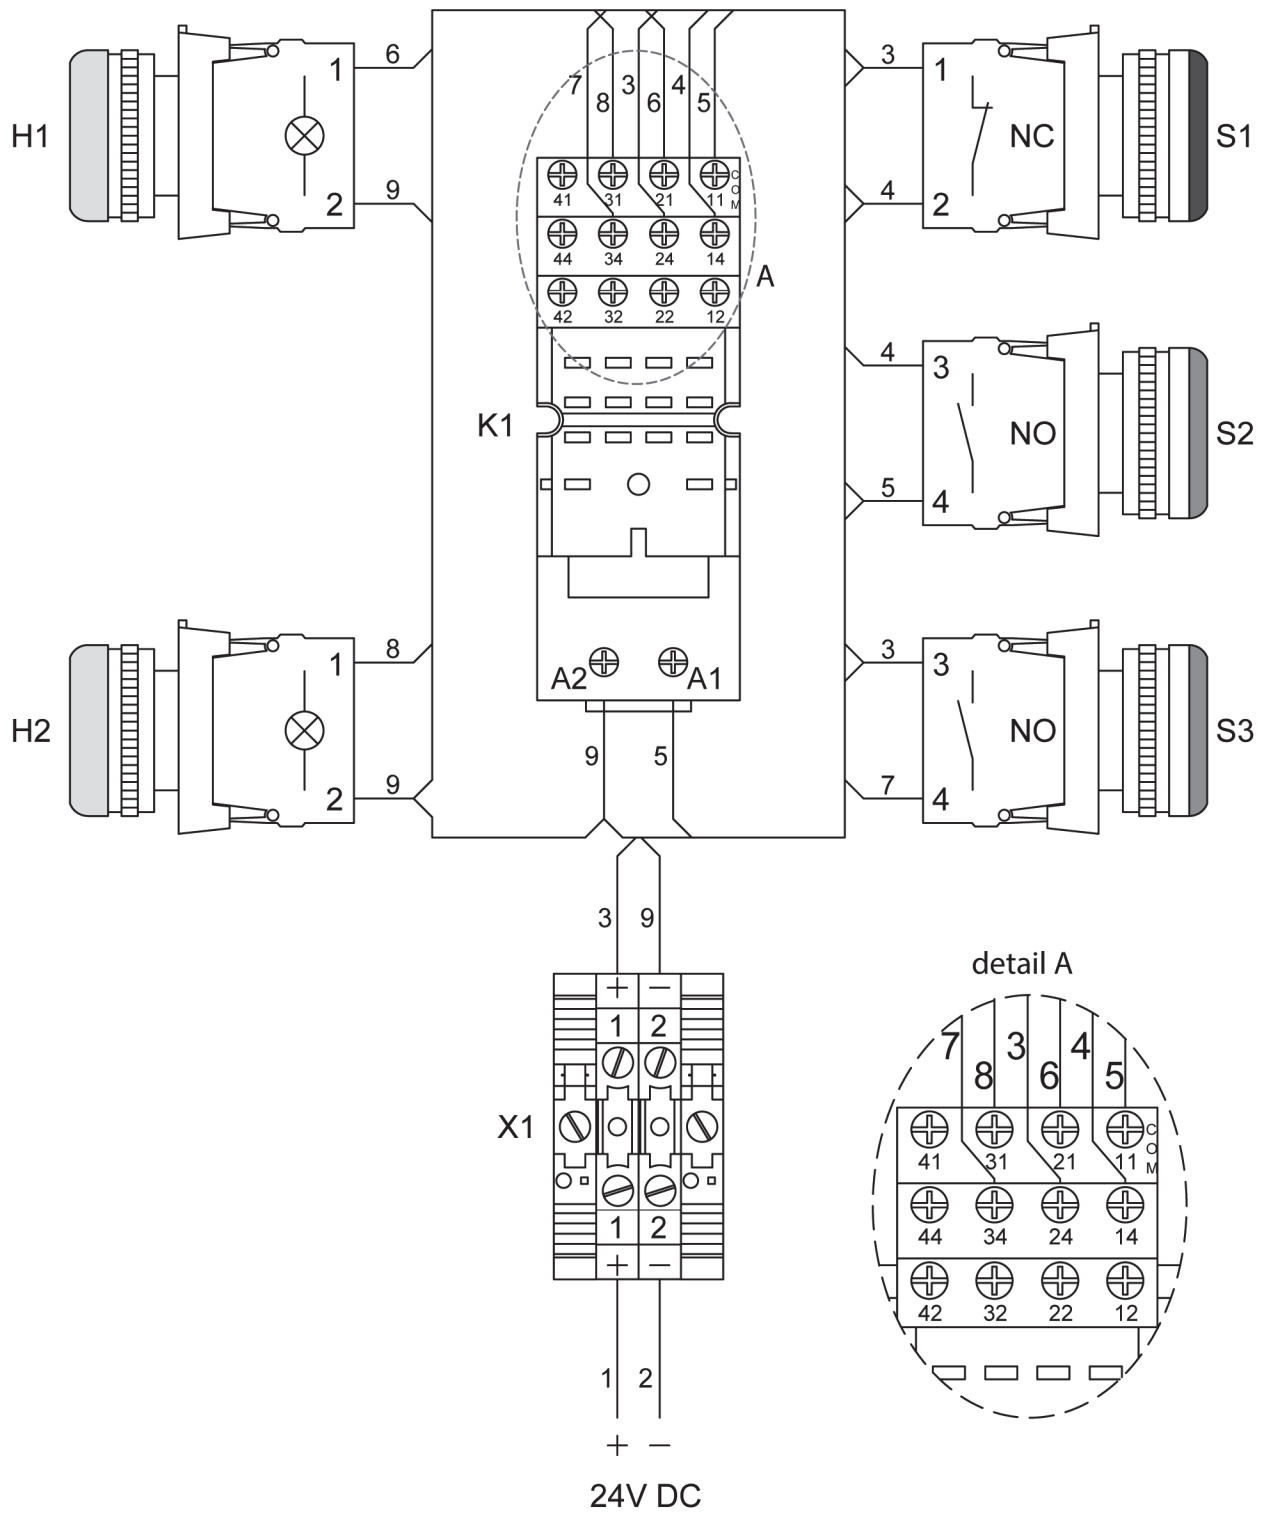 7 8 3 6 4 5
6 1 3 1
H1 NC S1
9 2 4 2
41 31 21 11 COM
44 34 24 14
A
42 32 22 12
4 3
K1 NO S2
5 4
8 1 3 3
A2 A1
H2 NO S3
9 5
9 2 7 4
3 9
+ −
1 2
X1
1 2
+ −
1 2
+ −
24V DC
detail A
7 8 3 6 4 5
41 31 21 11 COM
44 34 24 14
42 32 22 12